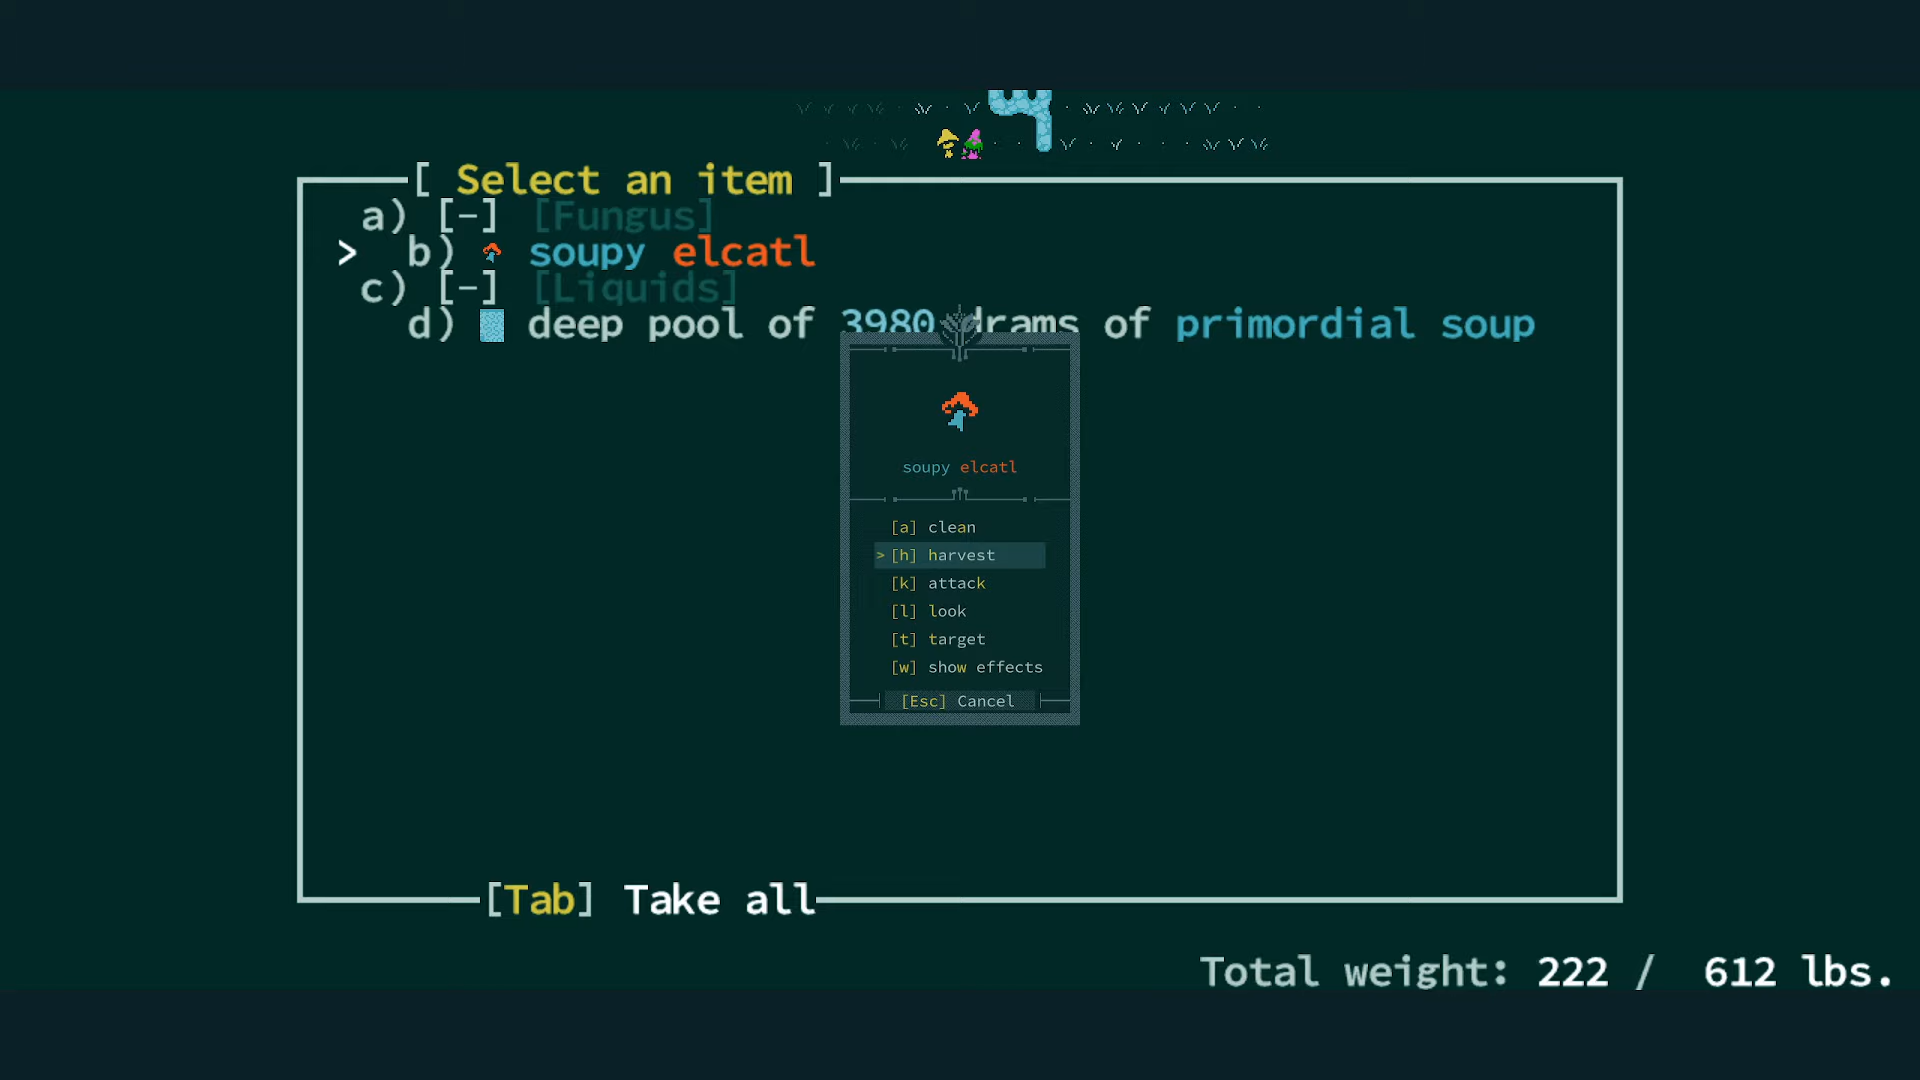 [ Select an item ]
a) [-] [Fungus]
> b) soupy elcatl
c) [-] [Liquids]
d) deep pool of 3980 drams of primordial soup
soupy elcatl
[a] clean
> [h] harvest
[k] attack
[l] look
[t] target
[w] show effects
[Esc] Cancel
[Tab] Take all
Total weight: 222 / 612 lbs.